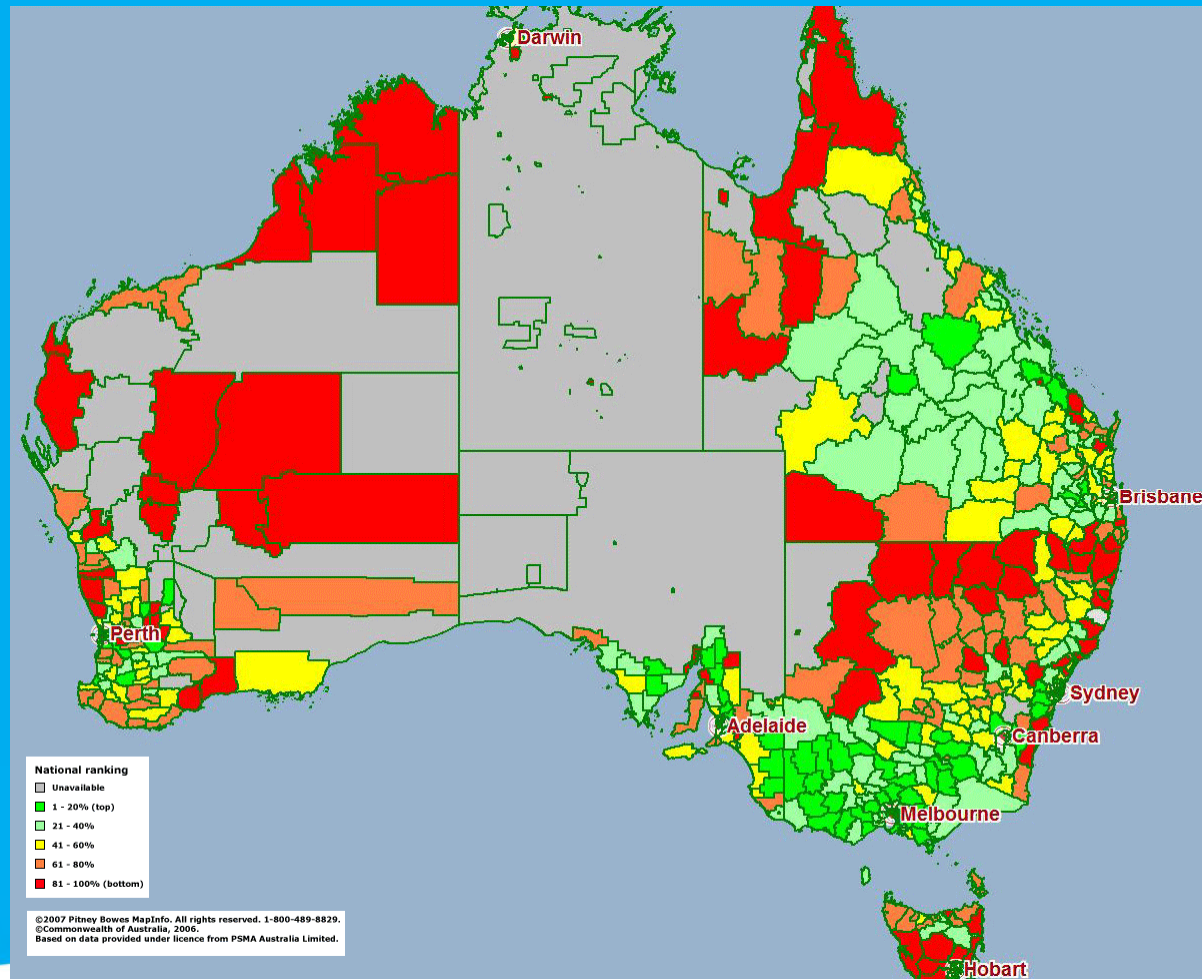 Darwin
Brisbane
Perth
Sydney
Adelaide
Canberra
Melbourne
Hobart
National ranking
Unavailable
1 - 20% (top)
21 - 40%
41 - 60%
61 - 80%
81 - 100% (bottom)
©2007 Pitney Bowes MapInfo. All rights reserved. 1-800-489-8829.
©Commonwealth of Australia, 2006.
Based on data provided under licence from PSMA Australia Limited.